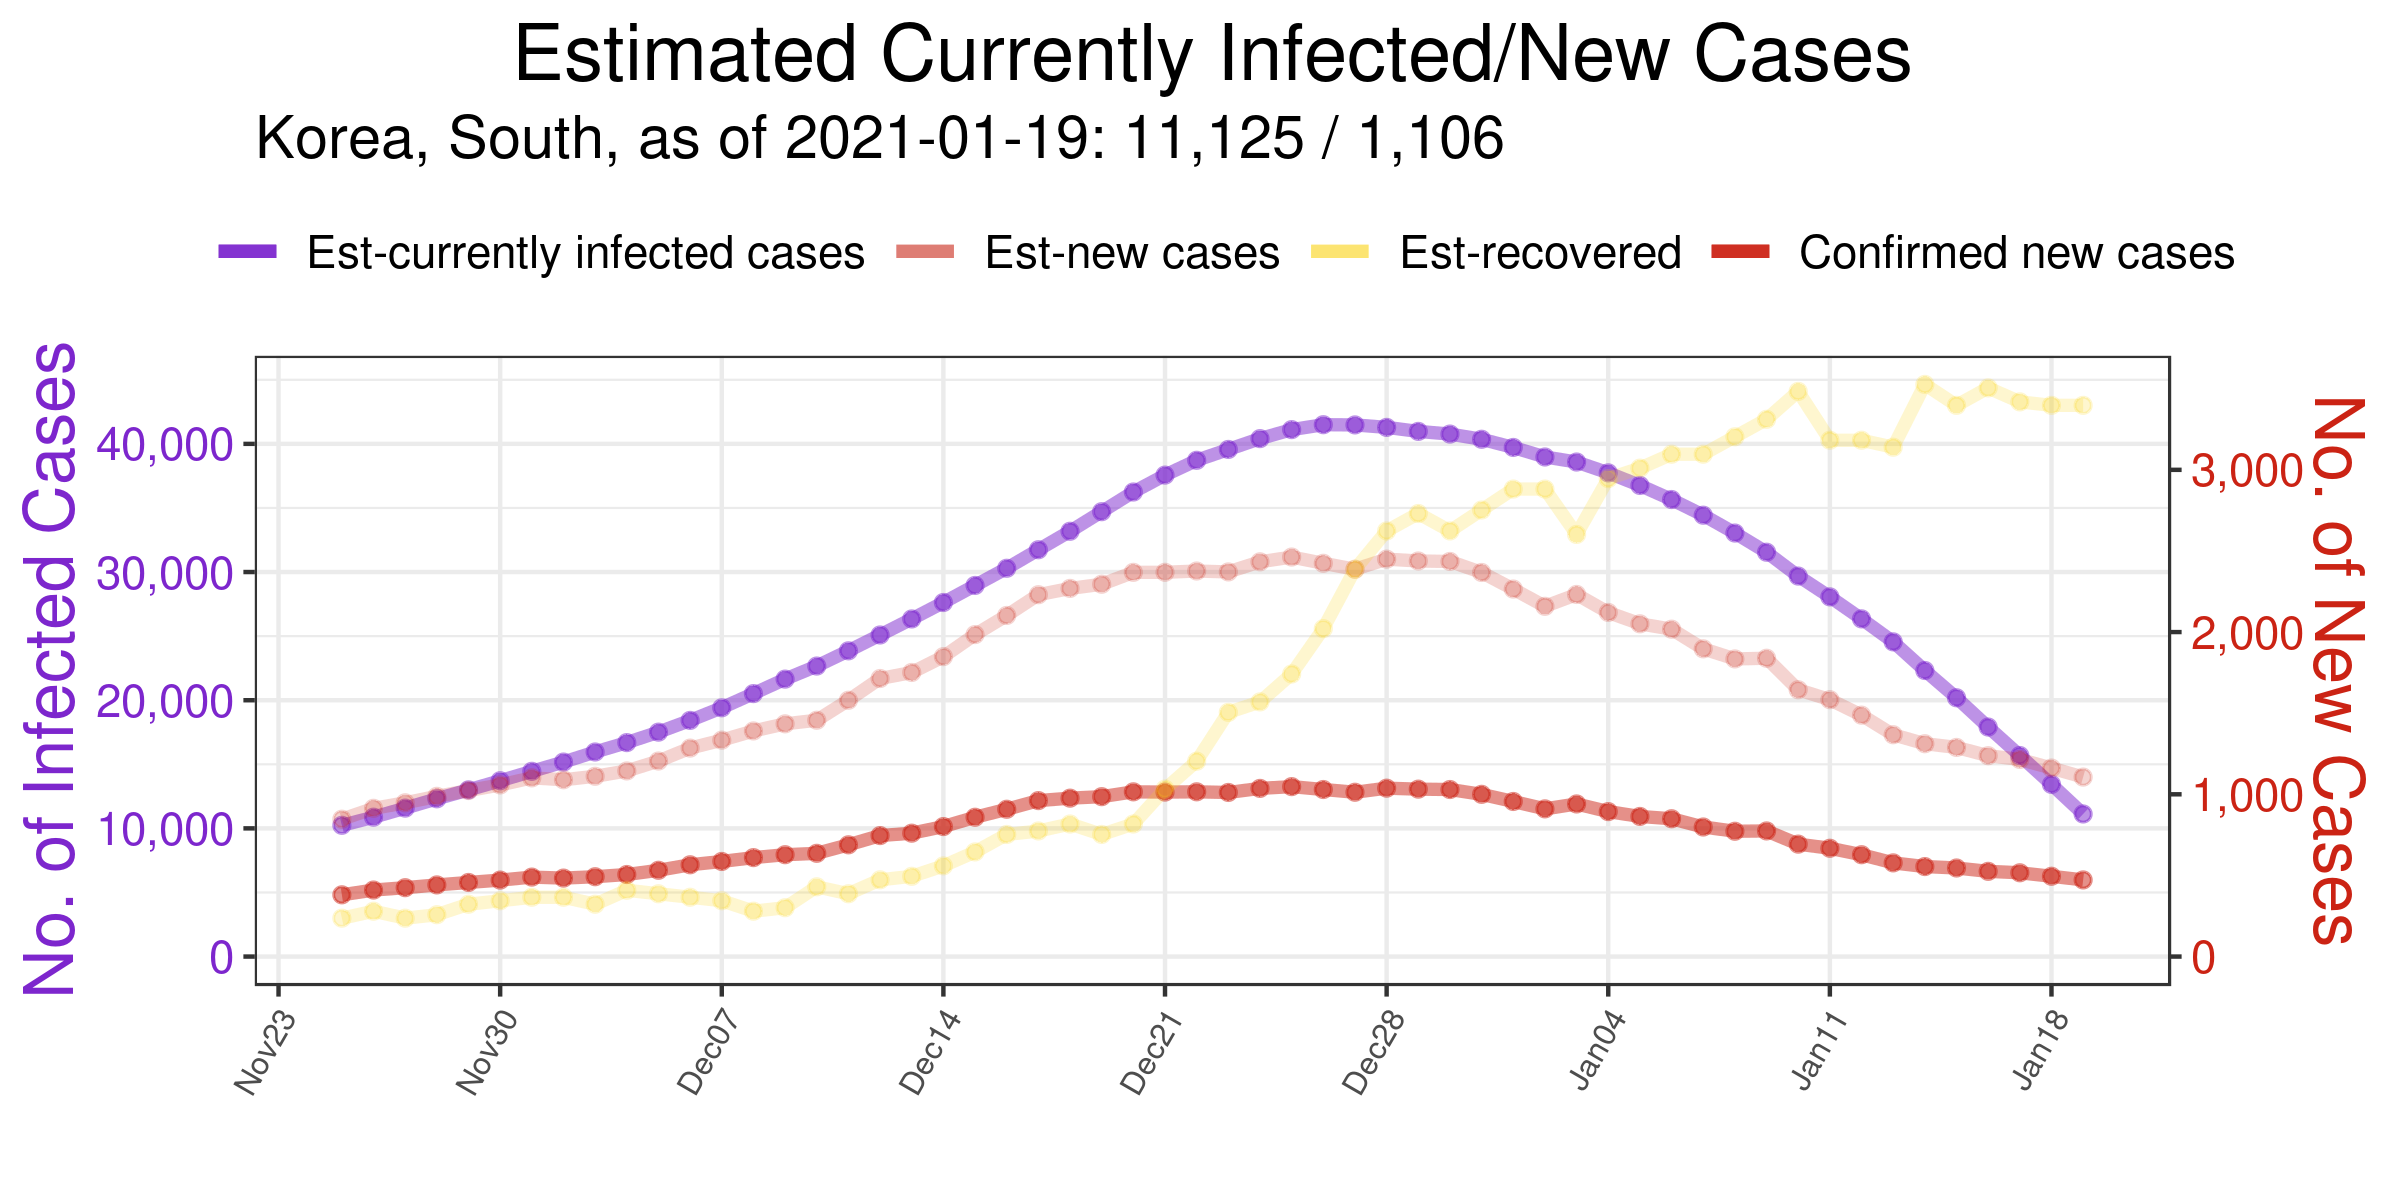 Estimated Currently Infected/New Cases
Korea, South, as of 2021-01-19: 11,125 / 1,106
Est-currently infected cases Est-new cases Est-recovered Confirmed new cases
No. of Infected Cases
40,000
30,000
20,000
10,000
0
3,000
2,000
1,000
0
No. of New Cases
Nov23 Nov30 Dec07 Dec14 Dec21 Dec28 Jan04 Jan11 Jan18